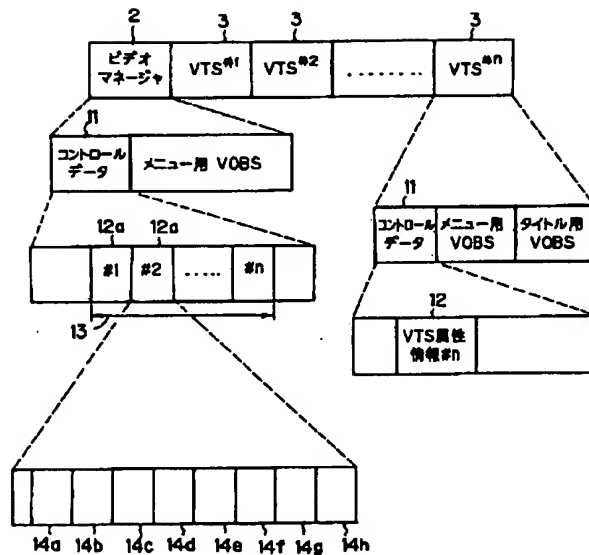 2 3 3 3
ビデオ
マネージャ
VTS#1 VTS#2 ........ VTS#n
11
コントロール
データ
メニュー用 VOBS
11
コントロール
データ
メニュー用
VOBS
タイトル用
VOBS
12a 12a
#1 #2 ..... #n
13
12
VTS属性
情報#n
14a 14b 14c 14d 14e 14f 14g 14h